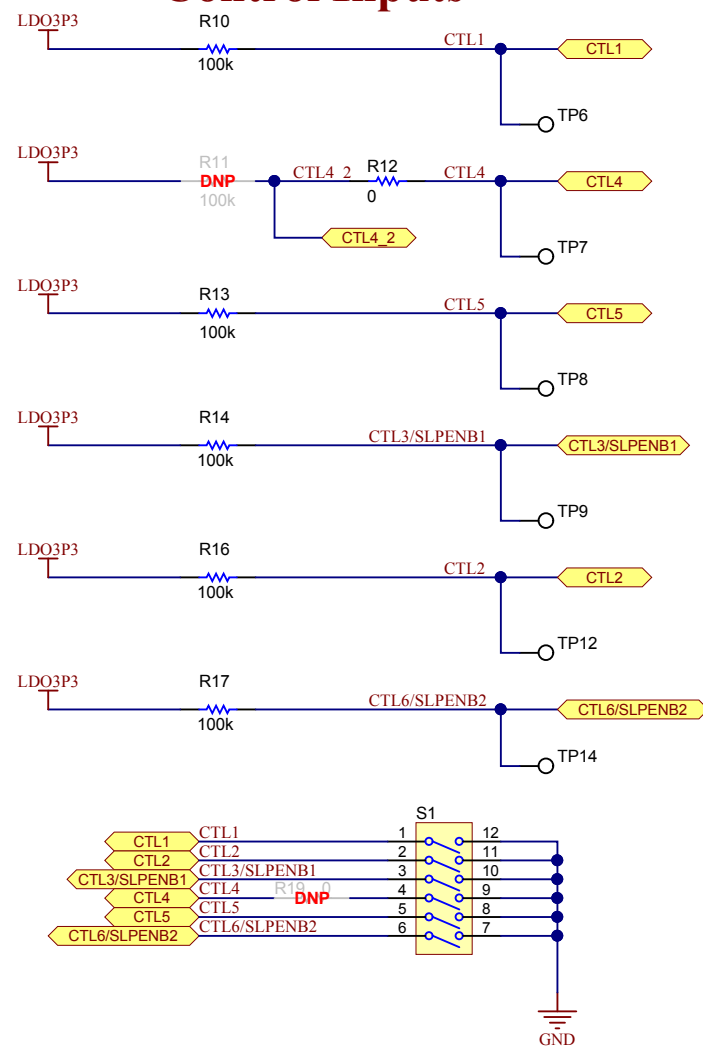 Control Inputs
LDO3P3
R10
100k
CTL1
CTL1
TP6
LDO3P3
R11
DNP
100k
CTL4_2
R12
0
CTL4
CTL4
CTL4_2
TP7
LDO3P3
R13
100k
CTL5
CTL5
TP8
LDO3P3
R14
100k
CTL3/SLPENB1
CTL3/SLPENB1
TP9
LDO3P3
R16
100k
CTL2
CTL2
TP12
LDO3P3
R17
100k
CTL6/SLPENB2
CTL6/SLPENB2
TP14
S1
CTL1 CTL1 1 12
CTL2 CTL2 2 11
CTL3/SLPENB1 CTL3/SLPENB1 3 10
CTL4 CTL4 R19 0 DNP 4 9
CTL5 CTL5 5 8
CTL6/SLPENB2 CTL6/SLPENB2 6 7
GND